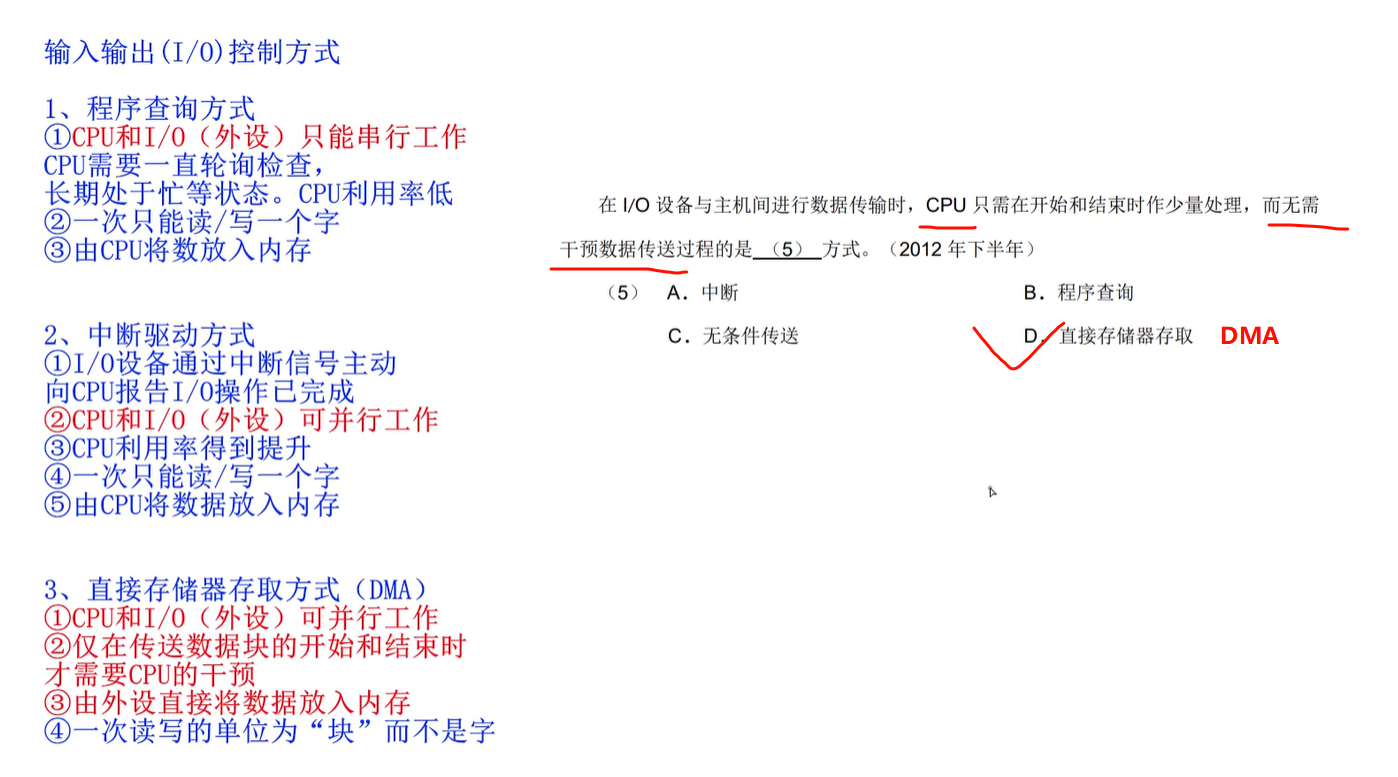 输入输出(I/O)控制方式
1、程序查询方式
①CPU和I/O（外设）只能串行工作
CPU需要一直轮询检查，
长期处于忙等状态。CPU利用率低
②一次只能读/写一个字
③由CPU将数放入内存
2、中断驱动方式
①I/O设备通过中断信号主动
向CPU报告I/O操作已完成
②CPU和I/O（外设）可并行工作
③CPU利用率得到提升
④一次只能读/写一个字
⑤由CPU将数据放入内存
3、直接存储器存取方式（DMA）
①CPU和I/O（外设）可并行工作
②仅在传送数据块的开始和结束时
才需要CPU的干预
③由外设直接将数据放入内存
④一次读写的单位为“块”而不是字
在 I/O 设备与主机间进行数据传输时，CPU 只需在开始和结束时作少量处理，而无需
干预数据传送过程的是 （5） 方式。（2012 年下半年）
（5） A．中断 B．程序查询
C．无条件传送 D．直接存储器存取 DMA